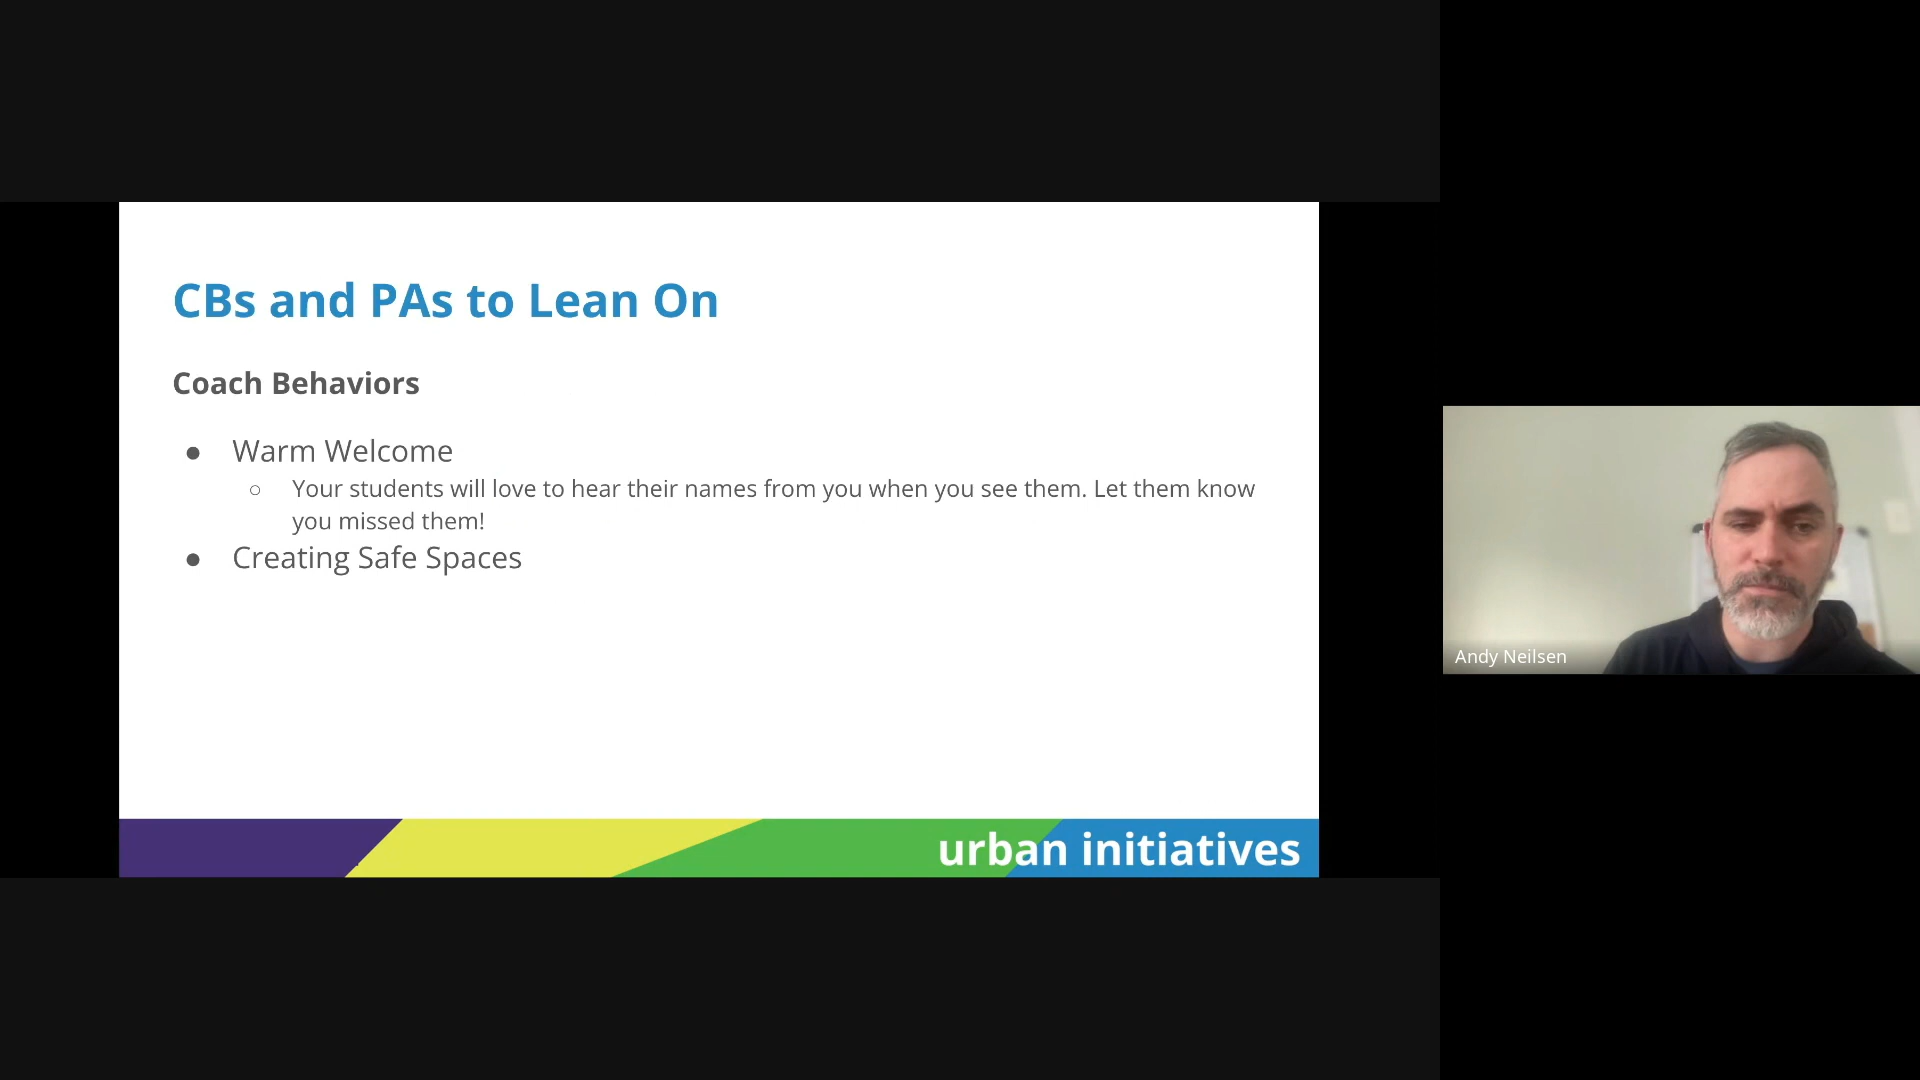 CBs and PAs to Lean On
Coach Behaviors
● Warm Welcome
○ Your students will love to hear their names from you when you see them. Let them know
you missed them!
● Creating Safe Spaces
urban initiatives
Andy Neilsen